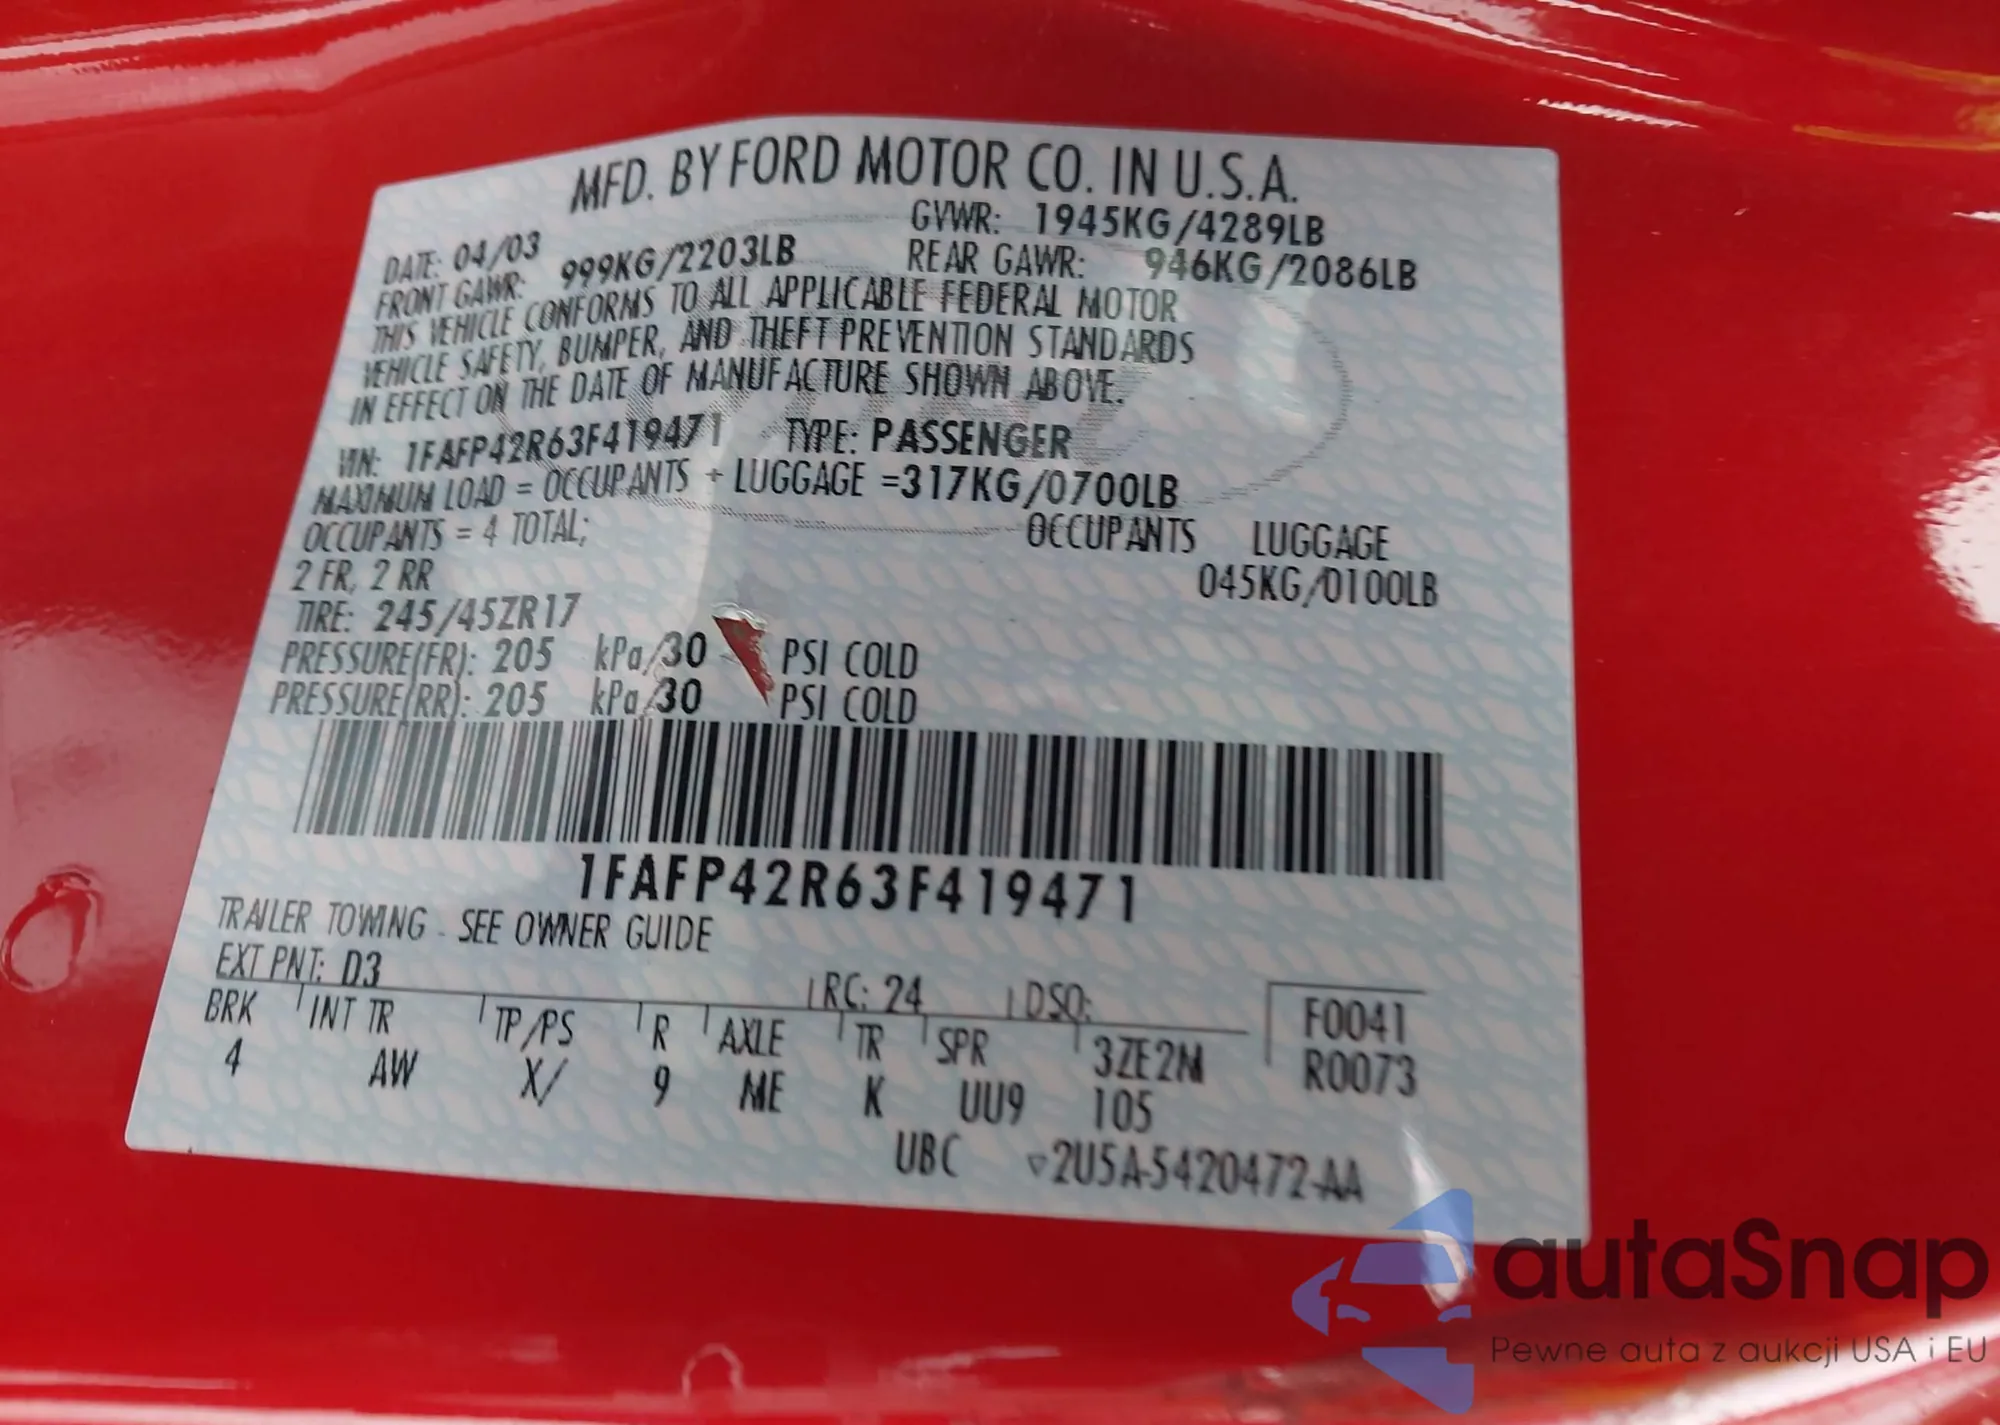 MFD. BY FORD MOTOR CO. IN U.S.A.
DATE: 04/03 GVWR: 1945KG/4289LB
FRONT GAWR: 999KG/2203LB REAR GAWR: 946KG/2086LB
THIS VEHICLE CONFORMS TO ALL APPLICABLE FEDERAL MOTOR
VEHICLE SAFETY, BUMPER, AND THEFT PREVENTION STANDARDS
IN EFFECT ON THE DATE OF MANUFACTURE SHOWN ABOVE.
VIN: 1FAFP42R63F419471 TYPE: PASSENGER
MAXIMUM LOAD = OCCUPANTS + LUGGAGE =317KG/0700LB
OCCUPANTS = 4 TOTAL; OCCUPANTS LUGGAGE
2 FR, 2 RR 045KG/0100LB
TIRE: 245/45ZR17
PRESSURE(FR): 205 kPa/30 PSI COLD
PRESSURE(RR): 205 kPa/30 PSI COLD
1FAFP42R63F419471
TRAILER TOWING - SEE OWNER GUIDE
EXT PNT: D3 RC: 24 DSO: F0041
BRK INT TR TP/PS R AXLE TR SPR 3ZE2M R0073
4 AW X/ 9 ME K UU9 105
UBC ▽2U5A-5420472-AA
autaSnap
Pewne auta z aukcji USA i EU